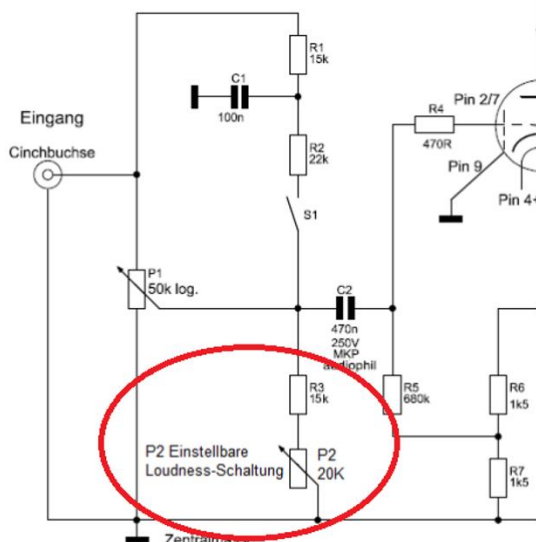 R1
15k
C1
100n
Eingang
Cinchbuchse
R2
22k
S1
R4
470R
Pin 2/7
Pin 9
Pin 4+
P1
50k log.
C2
470n
250V
MKP
audiophil
R3
15k
R5
680k
R6
1k5
P2 Einstellbare
Loudness-Schaltung
P2
20K
R7
1k5